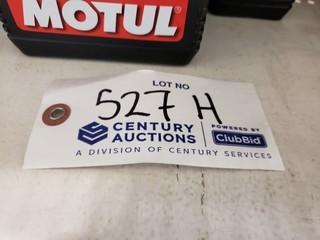 MOTUL
LOT NO
527 H
CENTURY AUCTIONS
POWERED BY
ClubBid
A DIVISION OF CENTURY SERVICES